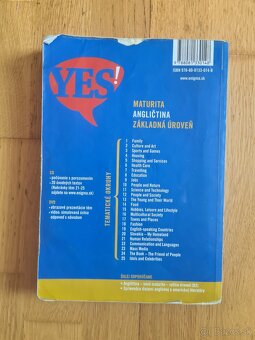 www.enigma.sk
YES!
MATURITA
ANGLIČTINA
ZÁKLADNÁ ÚROVEŇ
TEMATICKÉ OKRUHY
1 Family
2 Culture and Art
3 Sports and Games
4 Housing
5 Shopping and Services
6 Health Care
7 Travelling
8 Education
9 Jobs
10 People and Nature
11 Science and Technology
12 People and Society
13 The Young and Their World
14 Food
15 Hobbies, Leisure and Lifestyle
16 Multicultural Society
17 Towns and Places
18 Fashion
19 English-speaking Countries
20 Slovakia – My Homeland
21 Human Relationships
22 Communication and Languages
23 Mass Media
24 The Book – The Friend of People
25 Idols and Celebrities
CD
DVD
ĎALEJ ODPORÚČAME: